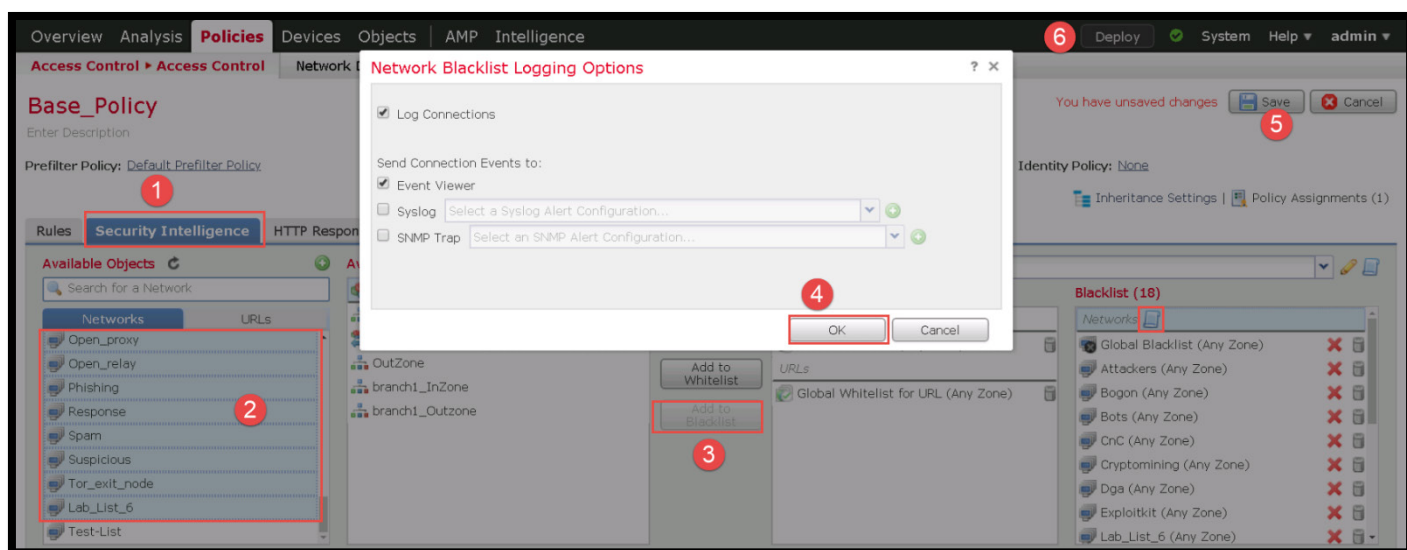 Overview Analysis Policies Devices Objects AMP Intelligence 6 Deploy System Help admin
Access Control ▸ Access Control Network
Network Blacklist Logging Options ? ×
Base_Policy
Enter Description
Log Connections
You have unsaved changes Save Cancel
5
Prefilter Policy: Default Prefilter Policy
Send Connection Events to:
Identity Policy: None
1
Event Viewer
Inheritance Settings | Policy Assignments (1)
Syslog Select a Syslog Alert Configuration...
Rules Security Intelligence HTTP Respon
SNMP Trap Select an SNMP Alert Configuration...
Available Objects
Search for a Network
4
Blacklist (18)
Networks URLs
OK Cancel
Networks
Open_proxy
Global Blacklist (Any Zone)
Open_relay
OutZone
Add to Whitelist
URLs
Attackers (Any Zone)
Phishing
branch1_InZone
Global Whitelist for URL (Any Zone)
Bogon (Any Zone)
Response
2
branch1_Outzone
Add to Blacklist
Bots (Any Zone)
Spam
CnC (Any Zone)
Suspicious
3
Cryptomining (Any Zone)
Tor_exit_node
Dga (Any Zone)
Lab_List_6
Exploitkit (Any Zone)
Test-List
Lab_List_6 (Any Zone)